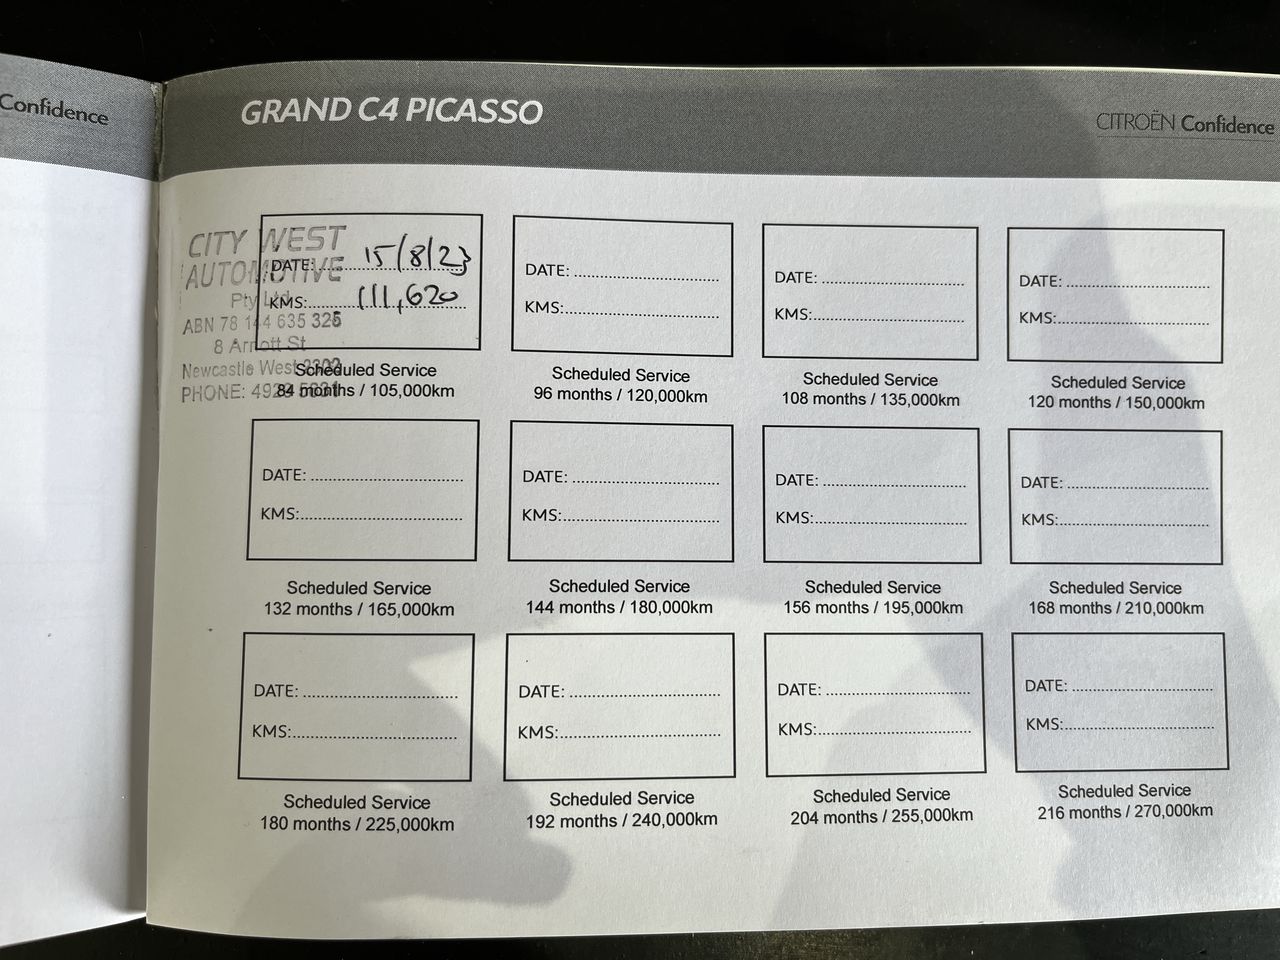 Confidence
GRAND C4 PICASSO
CITROËN Confidence
CITY WEST
AUTOMOTIVE
Pty Ltd
ABN 78 144 635 325
8 Arnott St
Newcastle West 2302
PHONE: 4929
DATE: 15/8/23
KMS: 111,620
Scheduled Service
84 months / 105,000km
DATE:
KMS:
Scheduled Service
96 months / 120,000km
DATE:
KMS:
Scheduled Service
108 months / 135,000km
DATE:
KMS:
Scheduled Service
120 months / 150,000km
DATE:
KMS:
Scheduled Service
132 months / 165,000km
DATE:
KMS:
Scheduled Service
144 months / 180,000km
DATE:
KMS:
Scheduled Service
156 months / 195,000km
DATE:
KMS:
Scheduled Service
168 months / 210,000km
DATE:
KMS:
Scheduled Service
180 months / 225,000km
DATE:
KMS:
Scheduled Service
192 months / 240,000km
DATE:
KMS:
Scheduled Service
204 months / 255,000km
DATE:
KMS:
Scheduled Service
216 months / 270,000km